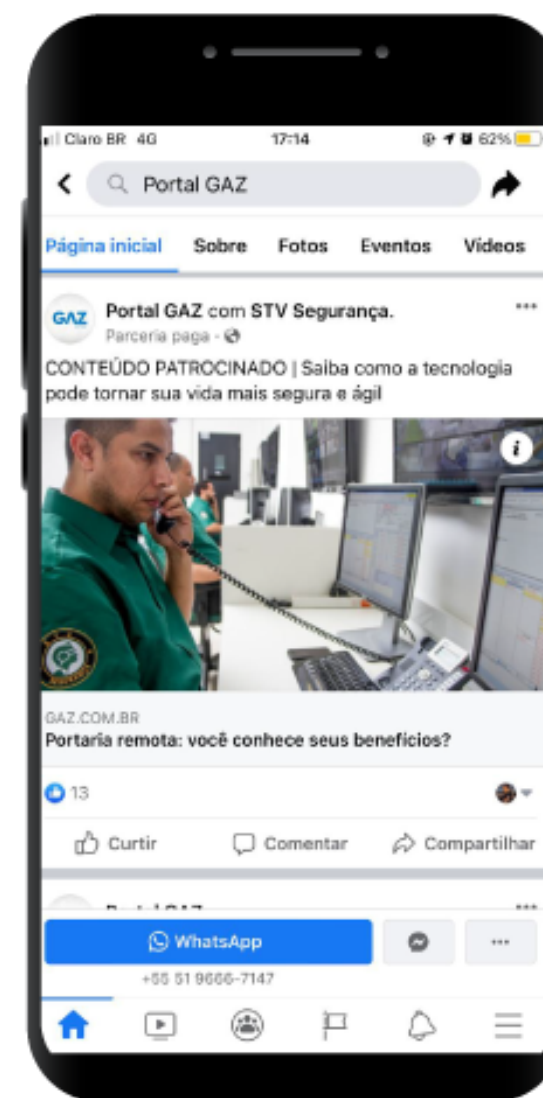 Claro BR 4G 17:14 62%
Portal GAZ
Página inicial Sobre Fotos Eventos Vídeos
GAZ
Portal GAZ com STV Segurança.
Parceria paga -
CONTEÚDO PATROCINADO | Saiba como a tecnologia
pode tornar sua vida mais segura e ágil
GAZ.COM.BR
Portaria remota: você conhece seus benefícios?
13
Curtir Comentar Compartilhar
Portal GAZ
WhatsApp
+55 51 9666-7147